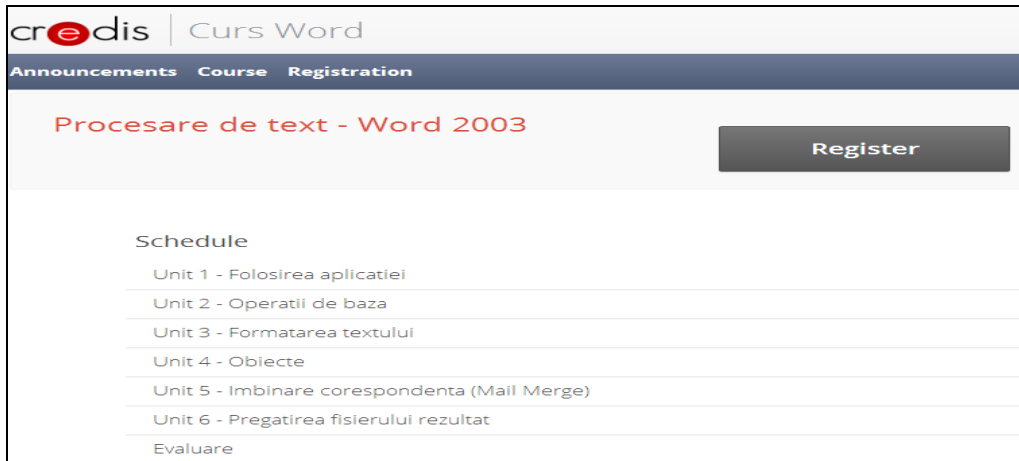 credis | Curs Word
Announcements Course Registration
Procesare de text - Word 2003
Register
Schedule
Unit 1 - Folosirea aplicatiei
Unit 2 - Operatii de baza
Unit 3 - Formatarea textului
Unit 4 - Obiecte
Unit 5 - Imbinare corespondenta (Mail Merge)
Unit 6 - Pregatirea fisierului rezultat
Evaluare